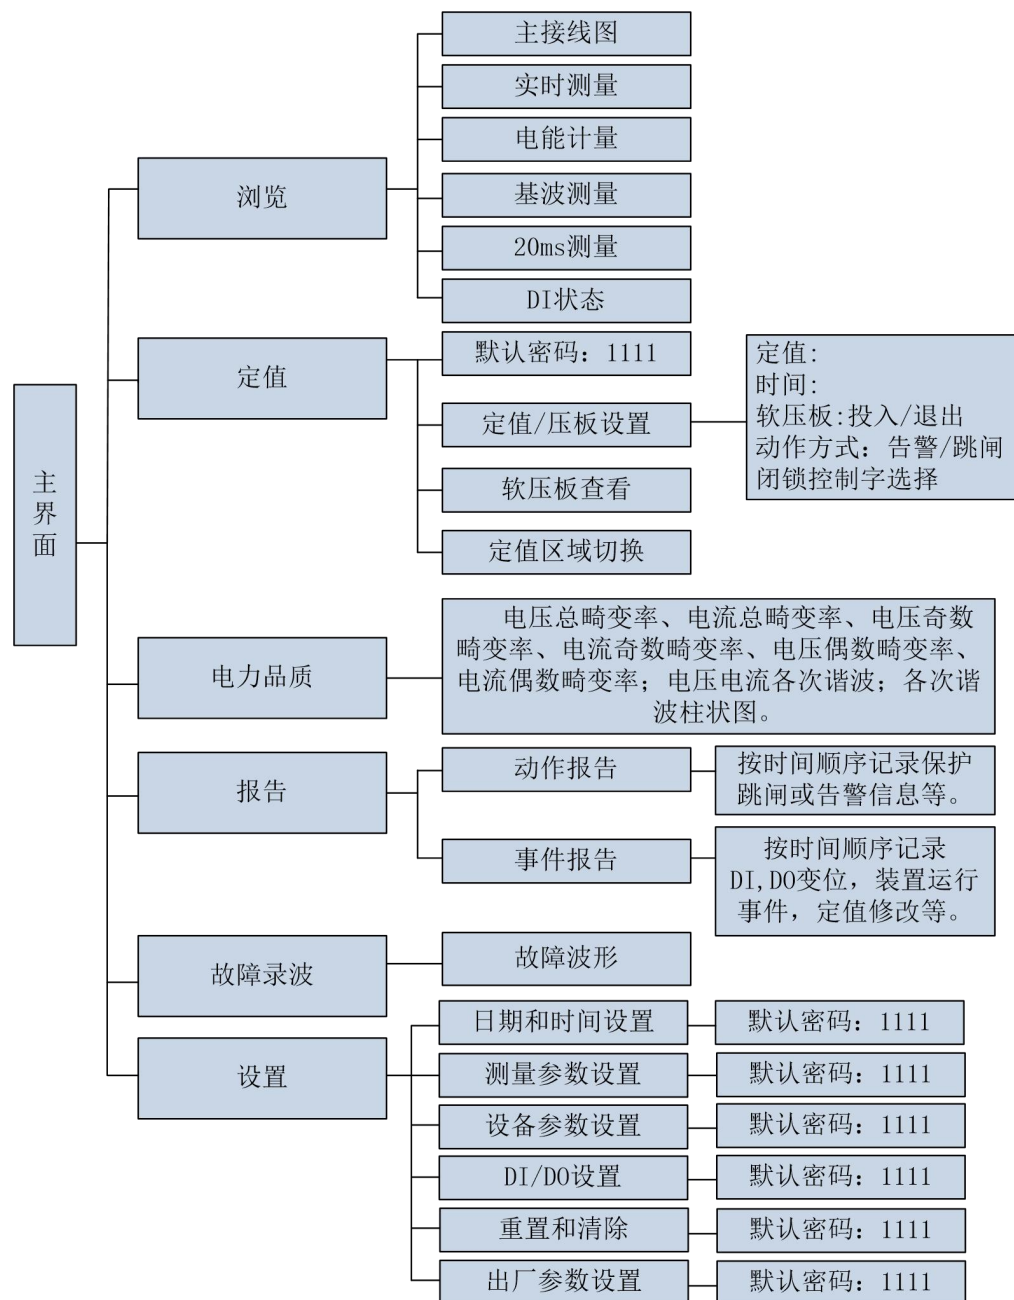 主界面
浏览
主接线图
实时测量
电能计量
基波测量
20ms测量
DI状态
定值
默认密码：1111
定值/压板设置
定值：
时间：
软压板：投入/退出
动作方式：告警/跳闸
闭锁控制字选择
软压板查看
定值区域切换
电力品质
电压总畸变率、电流总畸变率、电压奇数
畸变率、电流奇数畸变率、电压偶数畸变率、
电流偶数畸变率；电压电流各次谐波；各次谐
波柱状图。
报告
动作报告
按时间顺序记录保护
跳闸或告警信息等。
事件报告
按时间顺序记录
DI,DO变位，装置运行
事件，定值修改等。
故障录波
故障波形
设置
日期和时间设置
默认密码：1111
测量参数设置
默认密码：1111
设备参数设置
默认密码：1111
DI/DO设置
默认密码：1111
重置和清除
默认密码：1111
出厂参数设置
默认密码：1111